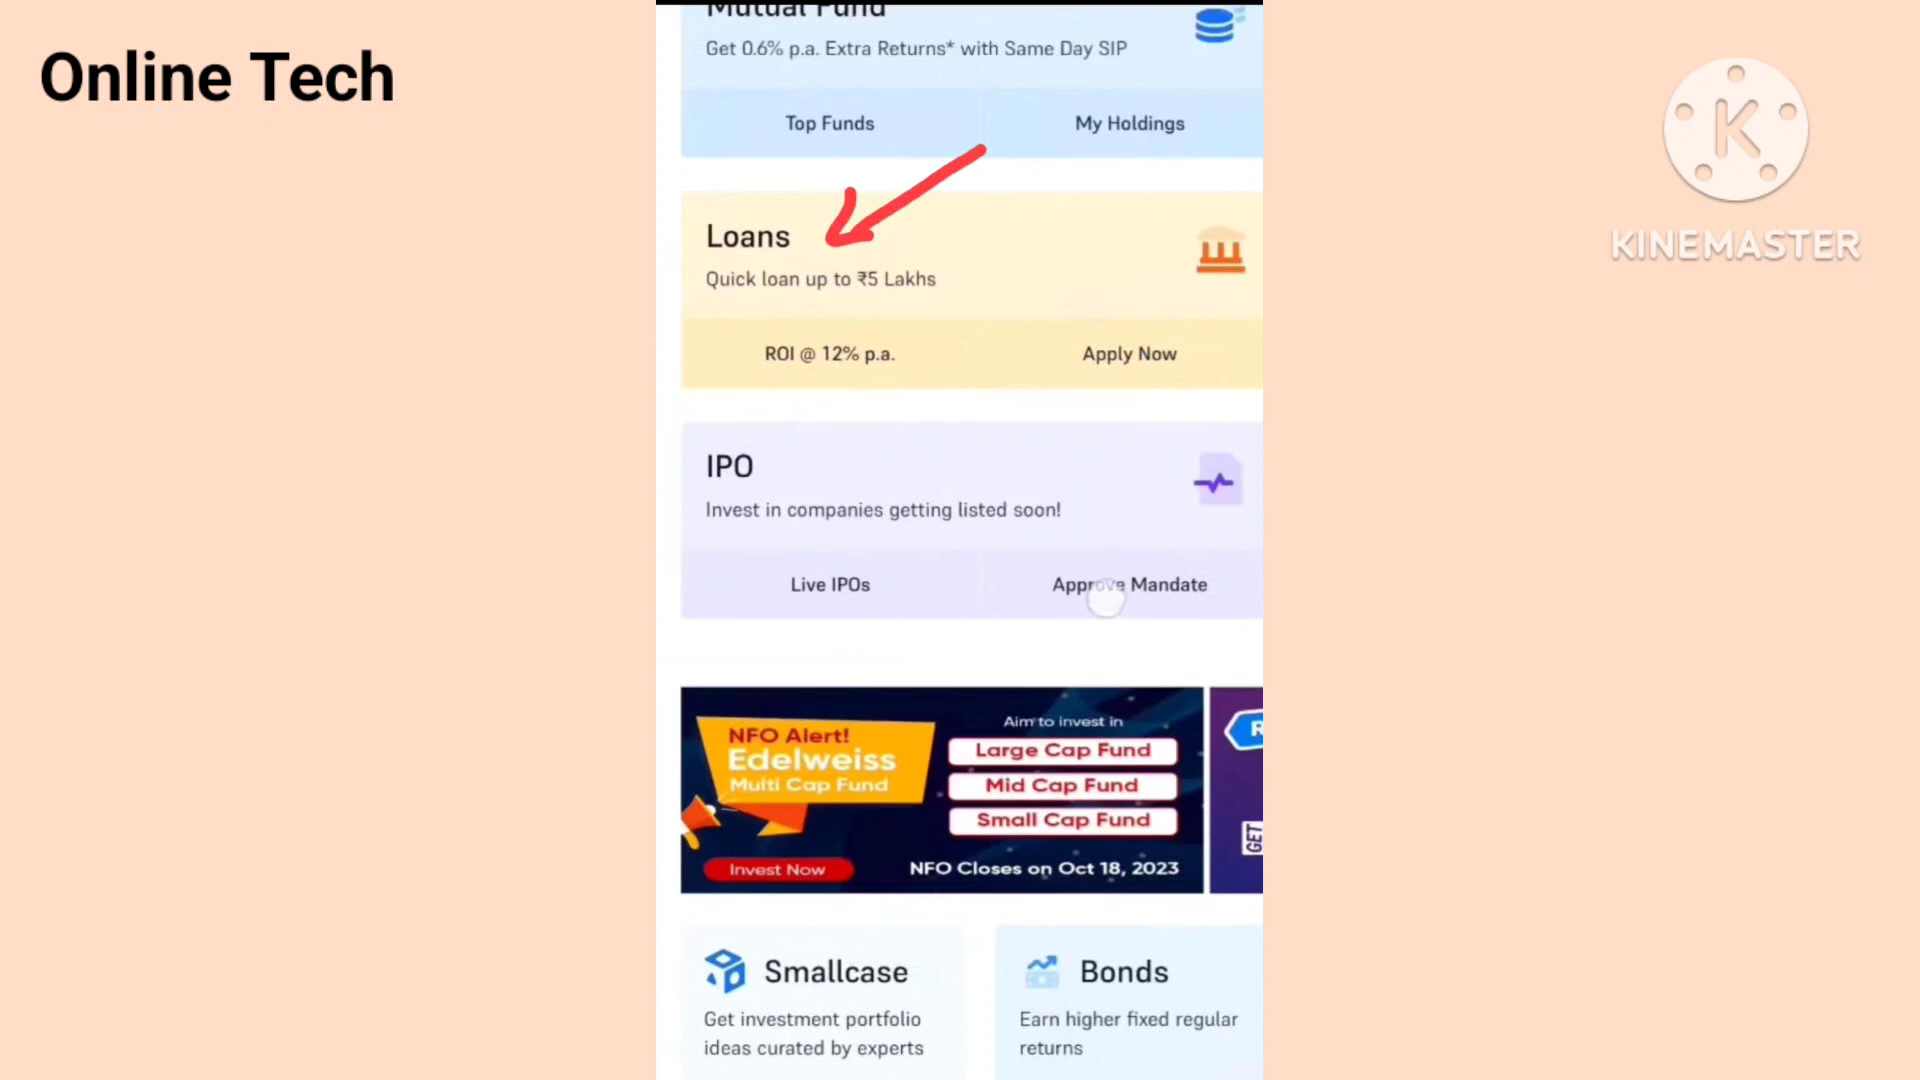 Online Tech
K
KINEMASTER
Mutual Fund
Get 0.6% p.a. Extra Returns* with Same Day SIP
Top Funds
My Holdings
Loans
Quick loan up to ₹5 Lakhs
ROI @ 12% p.a.
Apply Now
IPO
Invest in companies getting listed soon!
Live IPOs
Approve Mandate
NFO Alert!
Edelweiss
Multi Cap Fund
Invest Now
Aim to invest in
Large Cap Fund
Mid Cap Fund
Small Cap Fund
NFO Closes on Oct 18, 2023
R
GET
Smallcase
Get investment portfolio
ideas curated by experts
Bonds
Earn higher fixed regular
returns